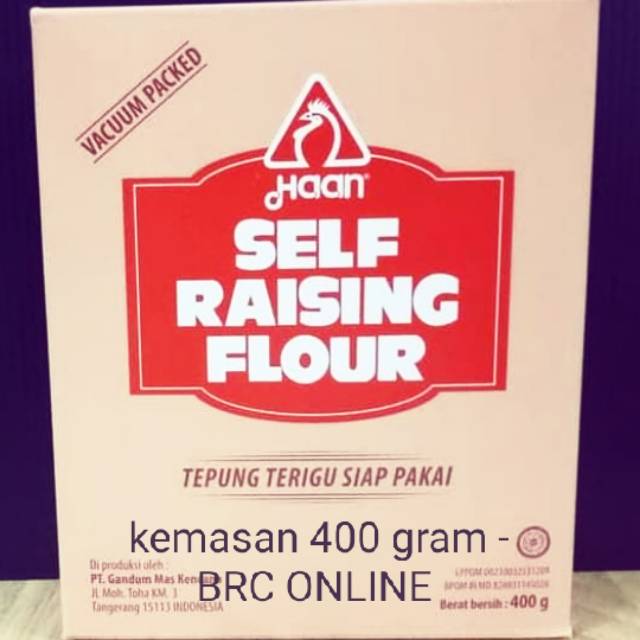 VACUUM PACKED
Haan®
SELF
RAISING
FLOUR
TEPUNG TERIGU SIAP PAKAI
kemasan 400 gram -
BRC ONLINE
Di produksi oleh :
PT. Gandum Mas Kencana
Jl. Moh. Toha KM. 3
Tangerang 15113 INDONESIA
Berat bersih : 400 g